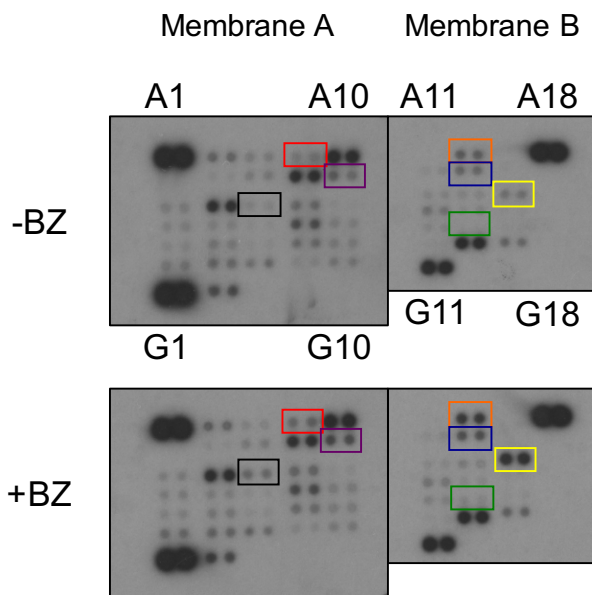 Membrane A Membrane B
A1 A10 A11 A18
-BZ
G1 G10 G11 G18
+BZ